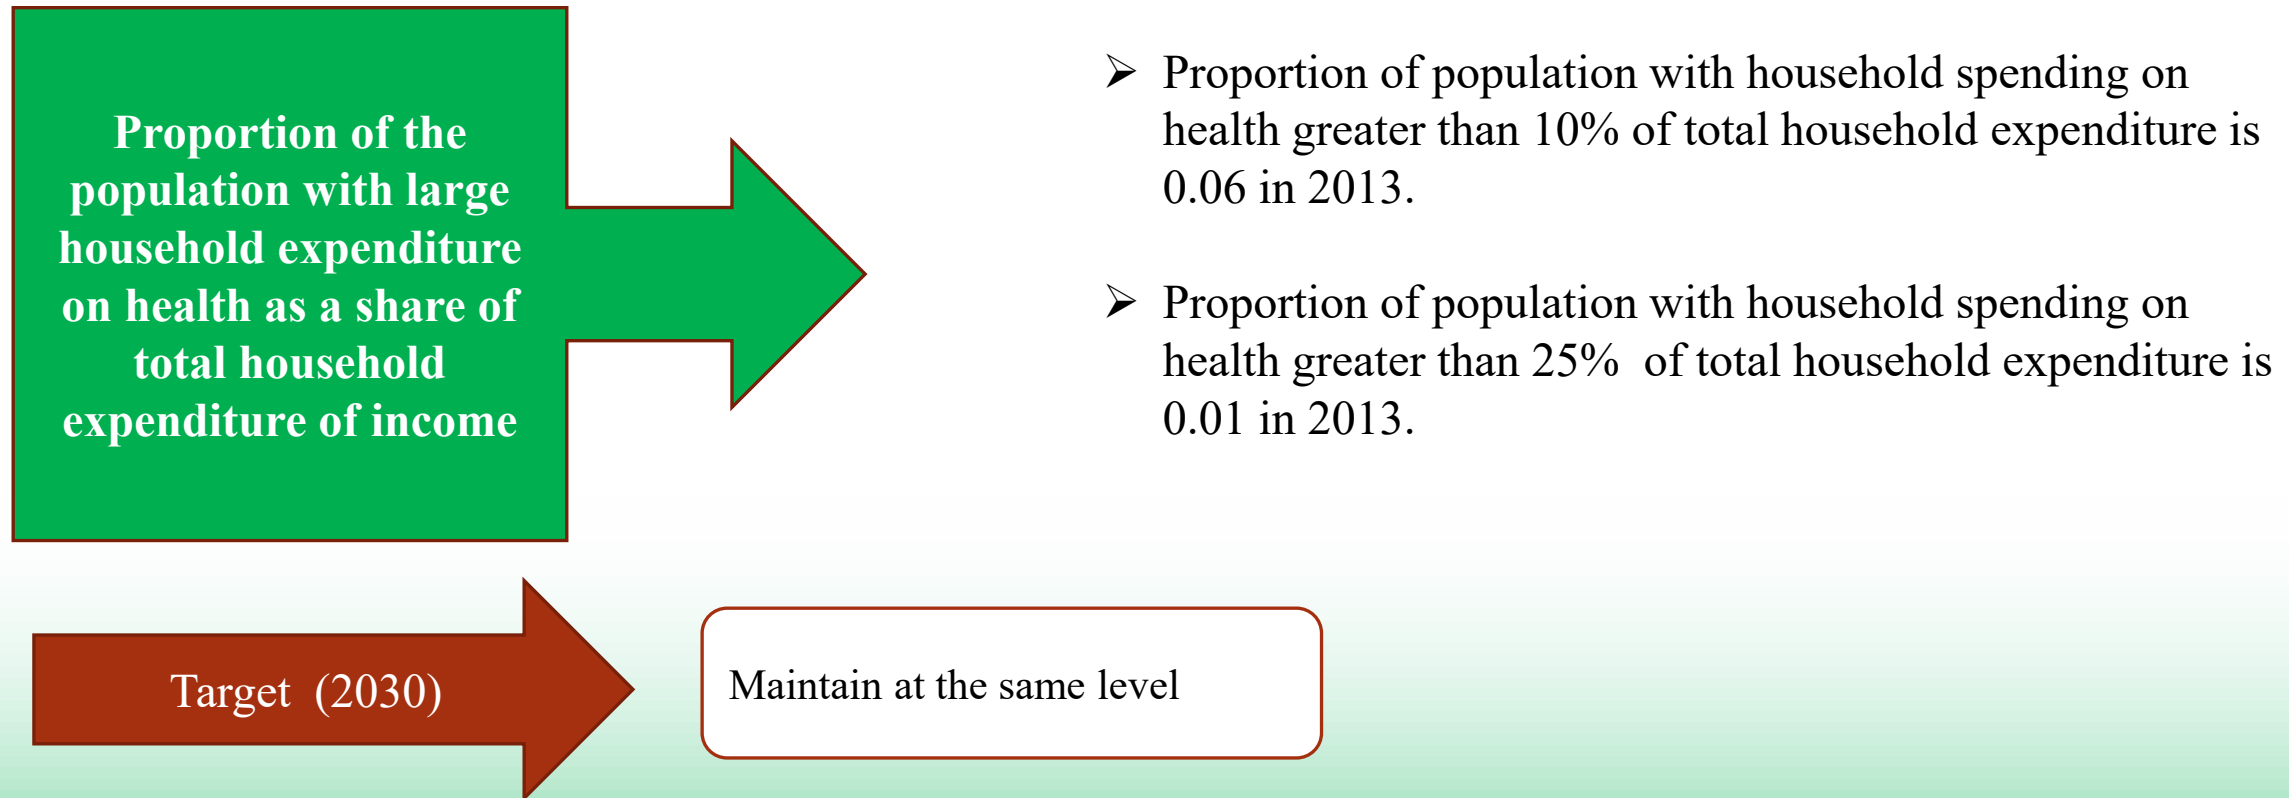 Proportion of the
population with large
household expenditure
on health as a share of
total household
expenditure of income
➢ Proportion of population with household spending on
health greater than 10% of total household expenditure is
0.06 in 2013.
➢ Proportion of population with household spending on
health greater than 25%  of total household expenditure is
0.01 in 2013.
Target  (2030)
Maintain at the same level